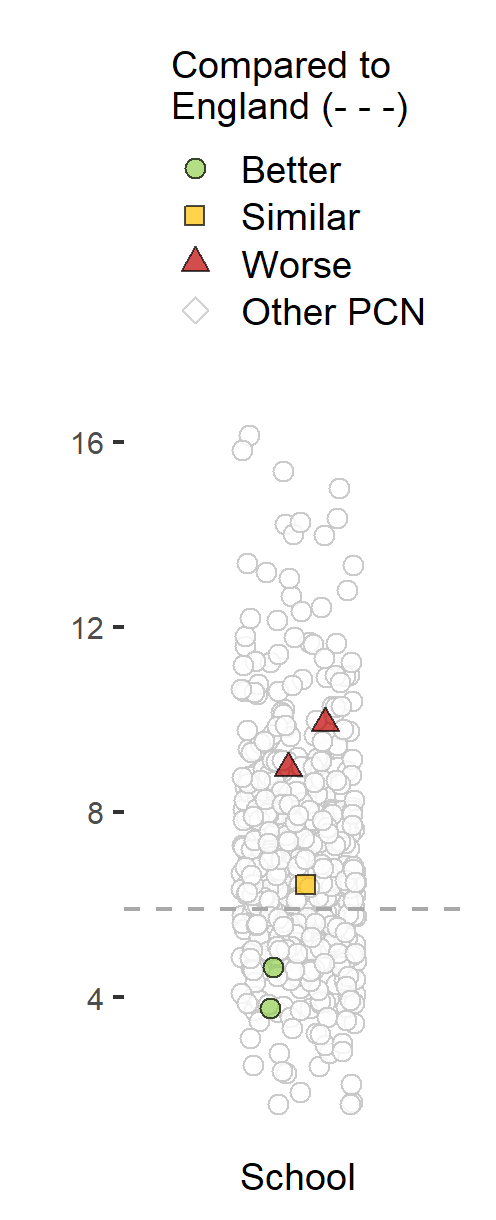 Compared to
England (- - -)
Better
Similar
Worse
Other PCN
16
12
8
4
School